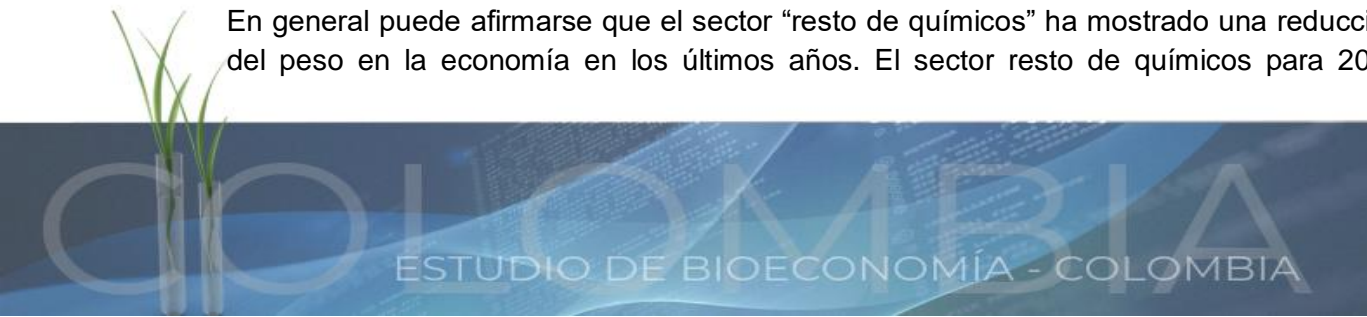 En general puede afirmarse que el sector “resto de químicos” ha mostrado una reducci
del peso en la economía en los últimos años. El sector resto de químicos para 20
COLOMBIA
ESTUDIO DE BIOECONOMÍA - COLOMBIA